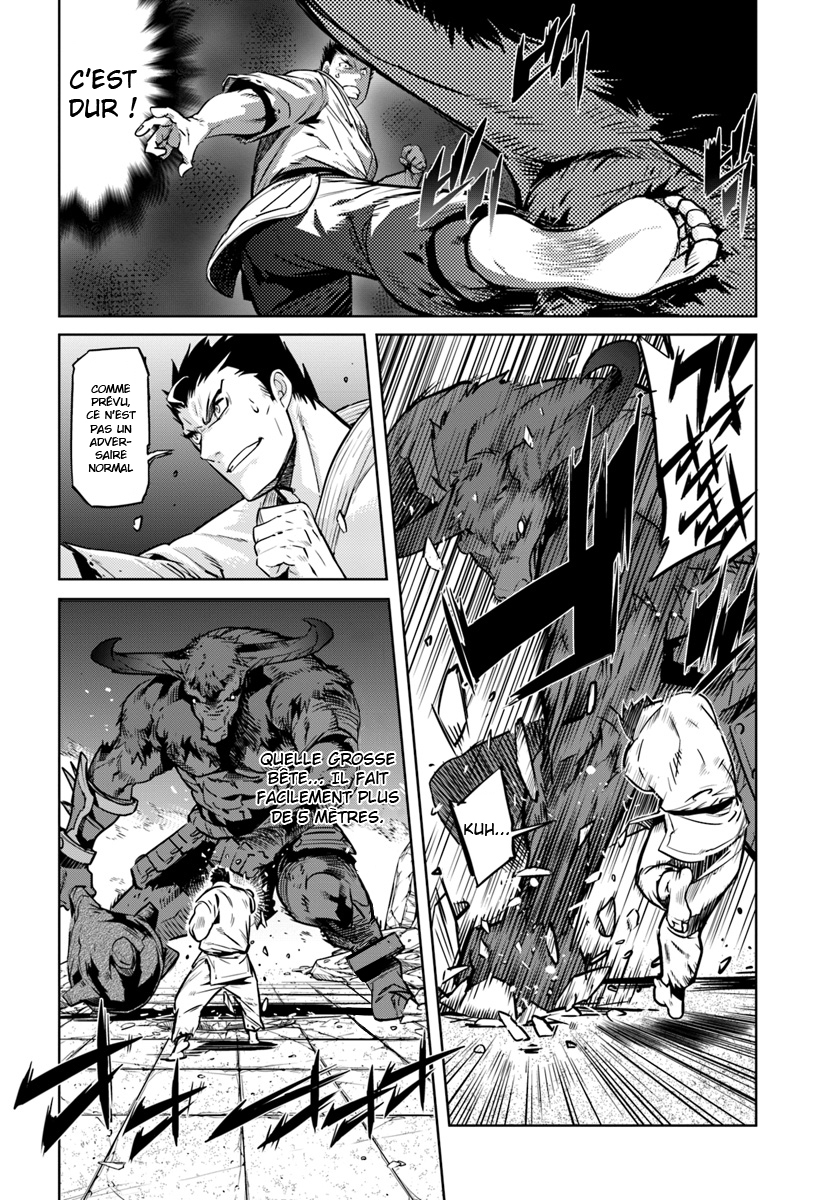 C'EST
DUR !
COMME
PRÉVU,
CE N'EST
PAS UN
ADVER-
SAIRE
NORMAL
KUH...
QUELLE GROSSE
BÊTE... IL FAIT
FACILEMENT PLUS
DE 5 MÈTRES.